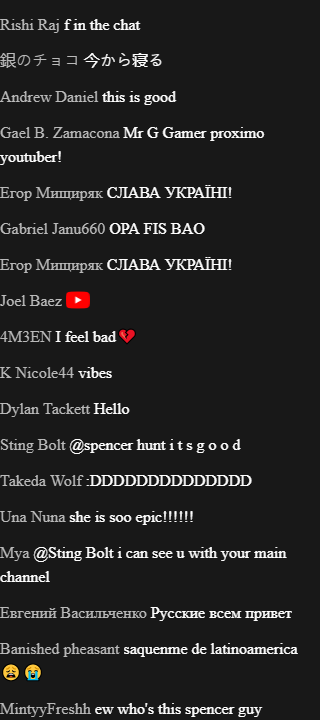 Rishi Raj f in the chat
銀のチョコ 今から寝る
Andrew Daniel this is good
Gael B. Zamacona Mr G Gamer proximo
youtuber!
Егор Мищиряк СЛАВА УКРАЇНІ!
Gabriel Janu660 OPA FIS BAO
Егор Мищиряк СЛАВА УКРАЇНІ!
Joel Baez
4M3EN I feel bad 💔
K Nicole44 vibes
Dylan Tackett Hello
Sting Bolt @spencer hunt i t s g o o d
Takeda Wolf :DDDDDDDDDDDDDD
Una Nuna she is soo epic!!!!!!
Mya @Sting Bolt i can see u with your main
channel
Евгений Васильченко Русские всем привет
Banished pheasant saquenme de latinoamerica
😩😭
MintyyFreshh ew who's this spencer guy